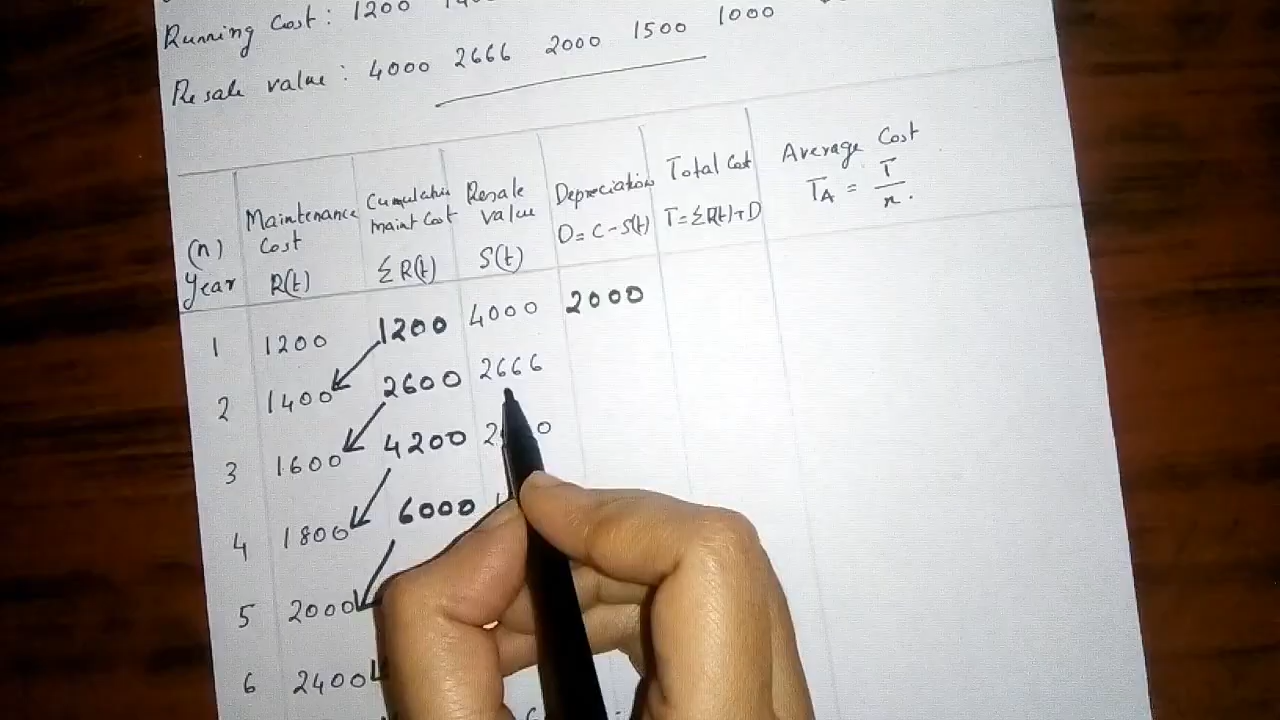 Running Cost : 1200
Resale value : 4000 2666 2000 1500 1000
(n) Year
Maintenance Cost R(t)
Cumulative maint Cost ΣR(t)
Resale value S(t)
Depreciation D = C - S(t)
Total Cost T = ΣR(t)+D
Average Cost TA = T/n.
1 1200 1200 4000 2000
2 1400 2600 2666
3 1600 4200
4 1800 6000
5 2000
6 2400